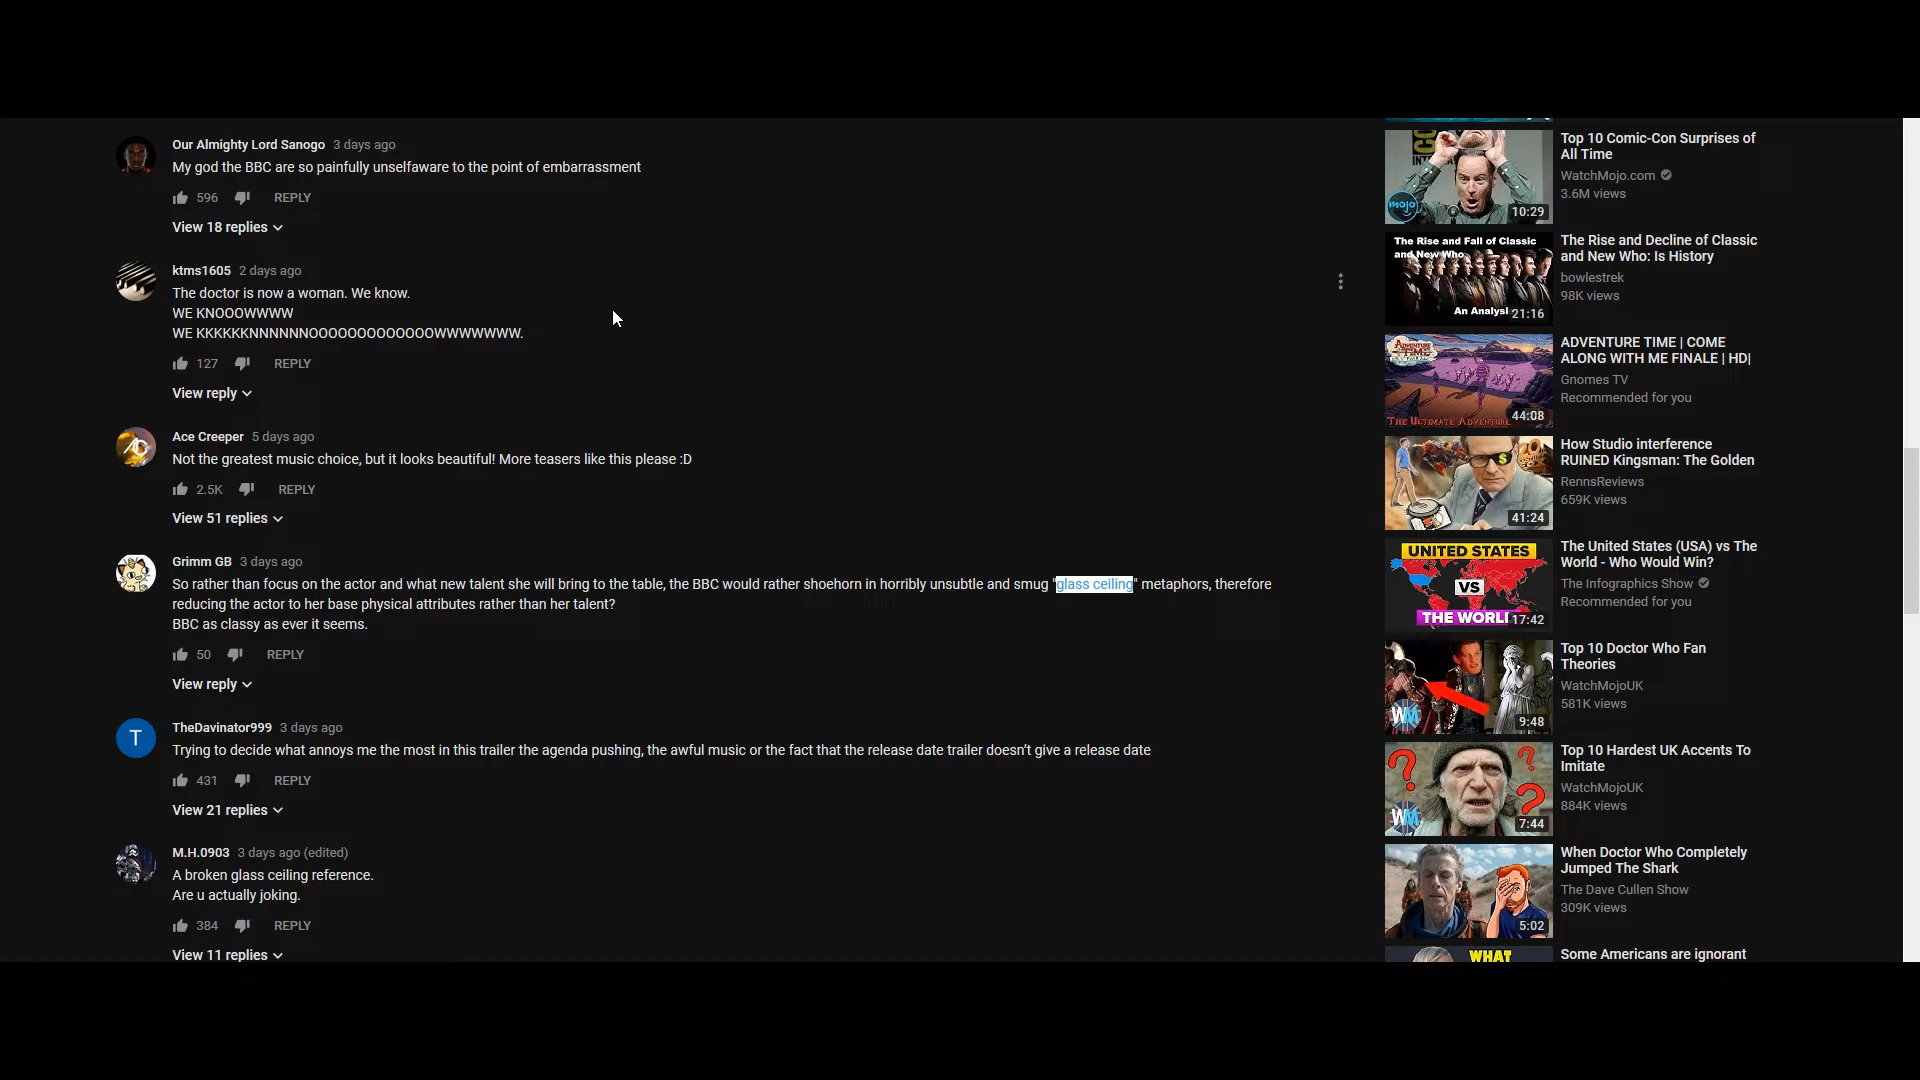 Our Almighty Lord Sanogo 3 days ago
My god the BBC are so painfully unselfaware to the point of embarrassment
596 REPLY
View 18 replies
ktms1605 2 days ago
The doctor is now a woman. We know.
WE KNOOOWWWW
WE KKKKKKNNNNNNOOOOOOOOOOOOOWWWWWWW.
127 REPLY
View reply
Ace Creeper 5 days ago
Not the greatest music choice, but it looks beautiful! More teasers like this please :D
2.5K REPLY
View 51 replies
Grimm GB 3 days ago
So rather than focus on the actor and what new talent she will bring to the table, the BBC would rather shoehorn in horribly unsubtle and smug "glass ceiling" metaphors, therefore
reducing the actor to her base physical attributes rather than her talent?
BBC as classy as ever it seems.
50 REPLY
View reply
T
TheDavinator999 3 days ago
Trying to decide what annoys me the most in this trailer the agenda pushing, the awful music or the fact that the release date trailer doesn't give a release date
431 REPLY
View 21 replies
M.H.0903 3 days ago (edited)
A broken glass ceiling reference.
Are u actually joking.
384 REPLY
View 11 replies
mojo
10:29
Top 10 Comic-Con Surprises of
All Time
WatchMojo.com
3.6M views
The Rise and Fall of Classic
and New Who:
An Analysi
21:16
The Rise and Decline of Classic
and New Who: Is History
bowlestrek
98K views
ADVENTURE TIME
THE ULTIMATE ADVENTURE
44:08
ADVENTURE TIME | COME
ALONG WITH ME FINALE | HD|
Gnomes TV
Recommended for you
$
41:24
How Studio interference
RUINED Kingsman: The Golden
RennsReviews
659K views
UNITED STATES
VS
THE WORL
17:42
The United States (USA) vs The
World - Who Would Win?
The Infographics Show
Recommended for you
WM
9:48
Top 10 Doctor Who Fan
Theories
WatchMojoUK
581K views
? ? ?
WM
7:44
Top 10 Hardest UK Accents To
Imitate
WatchMojoUK
884K views
5:02
When Doctor Who Completely
Jumped The Shark
The Dave Cullen Show
309K views
WHAT
Some Americans are ignorant